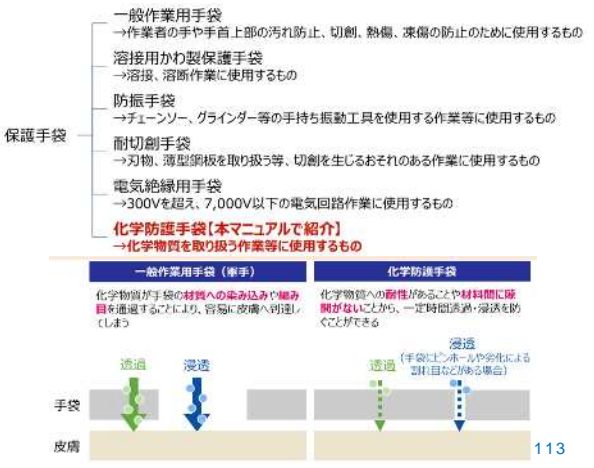 一般作業用手袋
→作業者の手や手首上部の汚れ防止、切創、熱傷、凍傷の防止のために使用するもの
溶接用かわ製保護手袋
→溶接、溶断作業に使用するもの
防振手袋
→チェーンソー、グラインダー等の手持ち振動工具を使用する作業等に使用するもの
保護手袋
耐切創手袋
→刃物、薄型鋼板を取り扱う等、切創を生じるおそれのある作業に使用するもの
電気絶縁用手袋
→300Vを超え、7,000V以下の電気回路作業に使用するもの
化学防護手袋【本マニュアルで紹介】
→化学物質を取り扱う作業等に使用するもの
一般作業用手袋（軍手）
化学物質が手袋の材質への染み込みや編み
目を通過することにより、容易に皮膚へ到達し
てしまう
透過
浸透
化学防護手袋
化学物質への耐性があることや材料間に隙
間がないことから、一定時間透過・浸透を防
ぐことができる
透過
浸透
（手袋にピンホールや劣化による
割れ目などがある場合）
手袋
皮膚
113